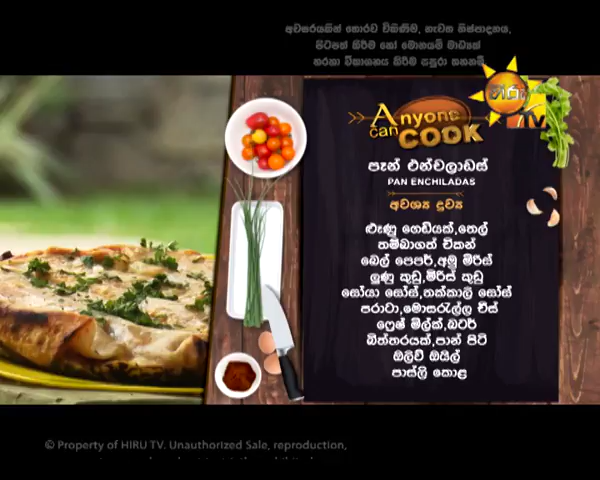 අවසරයකින් තොරව විකිණීම, නැවත නිෂ්පාදනය,
පිටපත් කිරීම හෝ මොනයම් මාධ්‍යක්
හරහා විකාශනය කිරීම සපුරා තහනම්
හිරු
TV
Anyone
can COOK
පෑන් එන්චලාඩස්
PAN ENCHILADAS
අවශ්‍ය ද්‍රව්‍ය
ළූණු ගෙඩියක්,තෙල්
තම්බාගත් චිකන්
බෙල් පෙපර්,අමු මිරිස්
ලුණු කුඩු,මිරිස් කුඩු
සෝයා සෝස්,තක්කාලි සෝස්
පරාටා,මොසරැල්ල චීස්
ෆ්‍රෙෂ් මිල්ක්,බටර්
බිත්තරයක්,පාන් පිටි
ඔලිව් ඔයිල්
පාස්ලි කොළ
© Property of HIRU TV. Unauthorized Sale, reproduction,